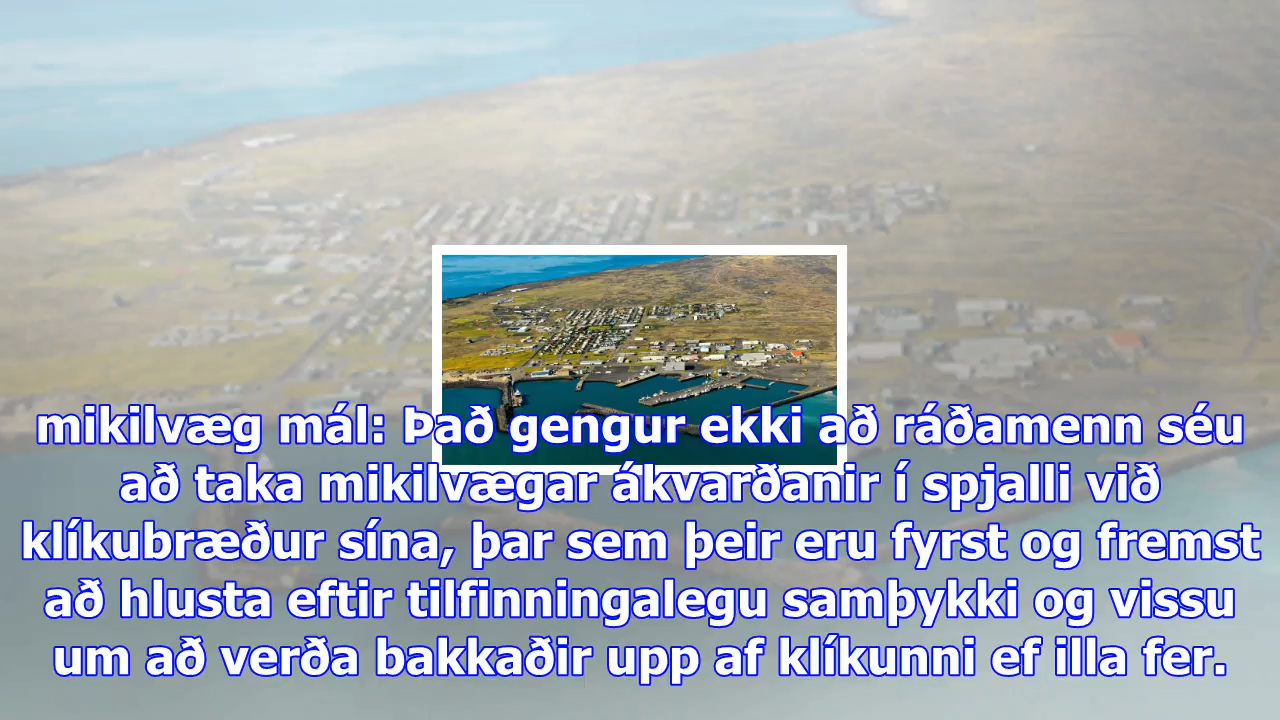 mikilvæg mál: Það gengur ekki að ráðamenn séu
að taka mikilvægar ákvarðanir í spjalli við
klíkubræður sína, þar sem þeir eru fyrst og fremst
að hlusta eftir tilfinningalegu samþykki og vissu
um að verða bakkaðir upp af klíkunni ef illa fer.